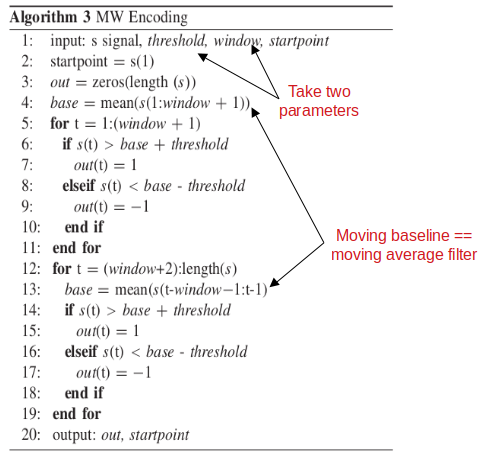 Algorithm 3 MW Encoding
1: input: s signal, threshold, window, startpoint
2: startpoint = s(1)
3: out = zeros(length (s))
4: base = mean(s(1:window + 1))
5: for t = 1:(window + 1)
6: if s(t) > base + threshold
7: out(t) = 1
8: elseif s(t) < base - threshold
9: out(t) = −1
10: end if
11: end for
12: for t = (window+2):length(s)
13: base = mean(s(t-window−1:t-1)
14: if s(t) > base + threshold
15: out(t) = 1
16: elseif s(t) < base - threshold
17: out(t) = −1
18: end if
19: end for
20: output: out, startpoint
Take two
parameters
Moving baseline ==
moving average filter